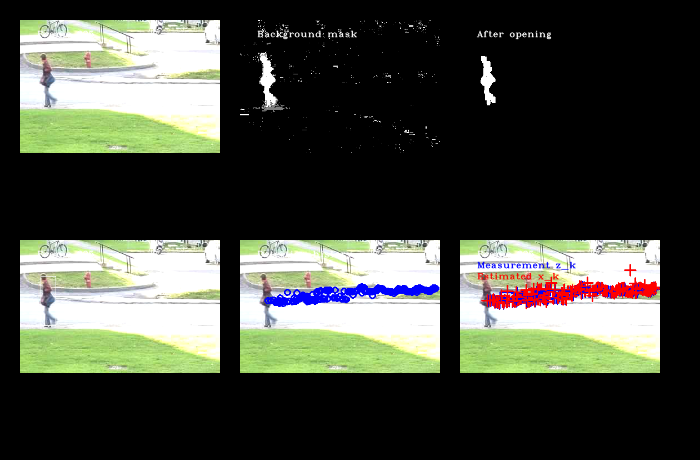 Background mask
After opening
Measurement z_k
Estimated x_k